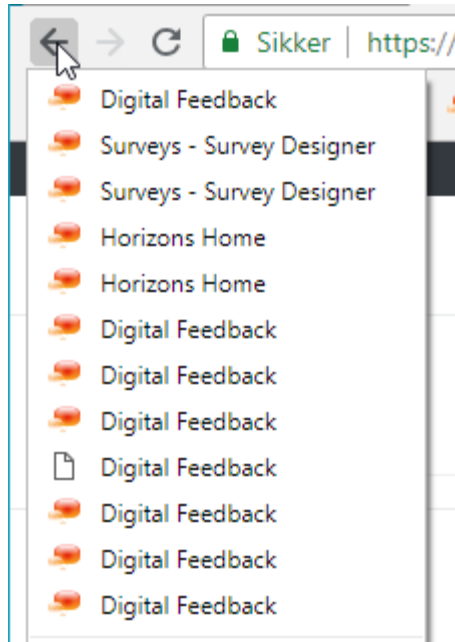 Sikker | https://
Digital Feedback
Surveys - Survey Designer
Surveys - Survey Designer
Horizons Home
Horizons Home
Digital Feedback
Digital Feedback
Digital Feedback
Digital Feedback
Digital Feedback
Digital Feedback
Digital Feedback